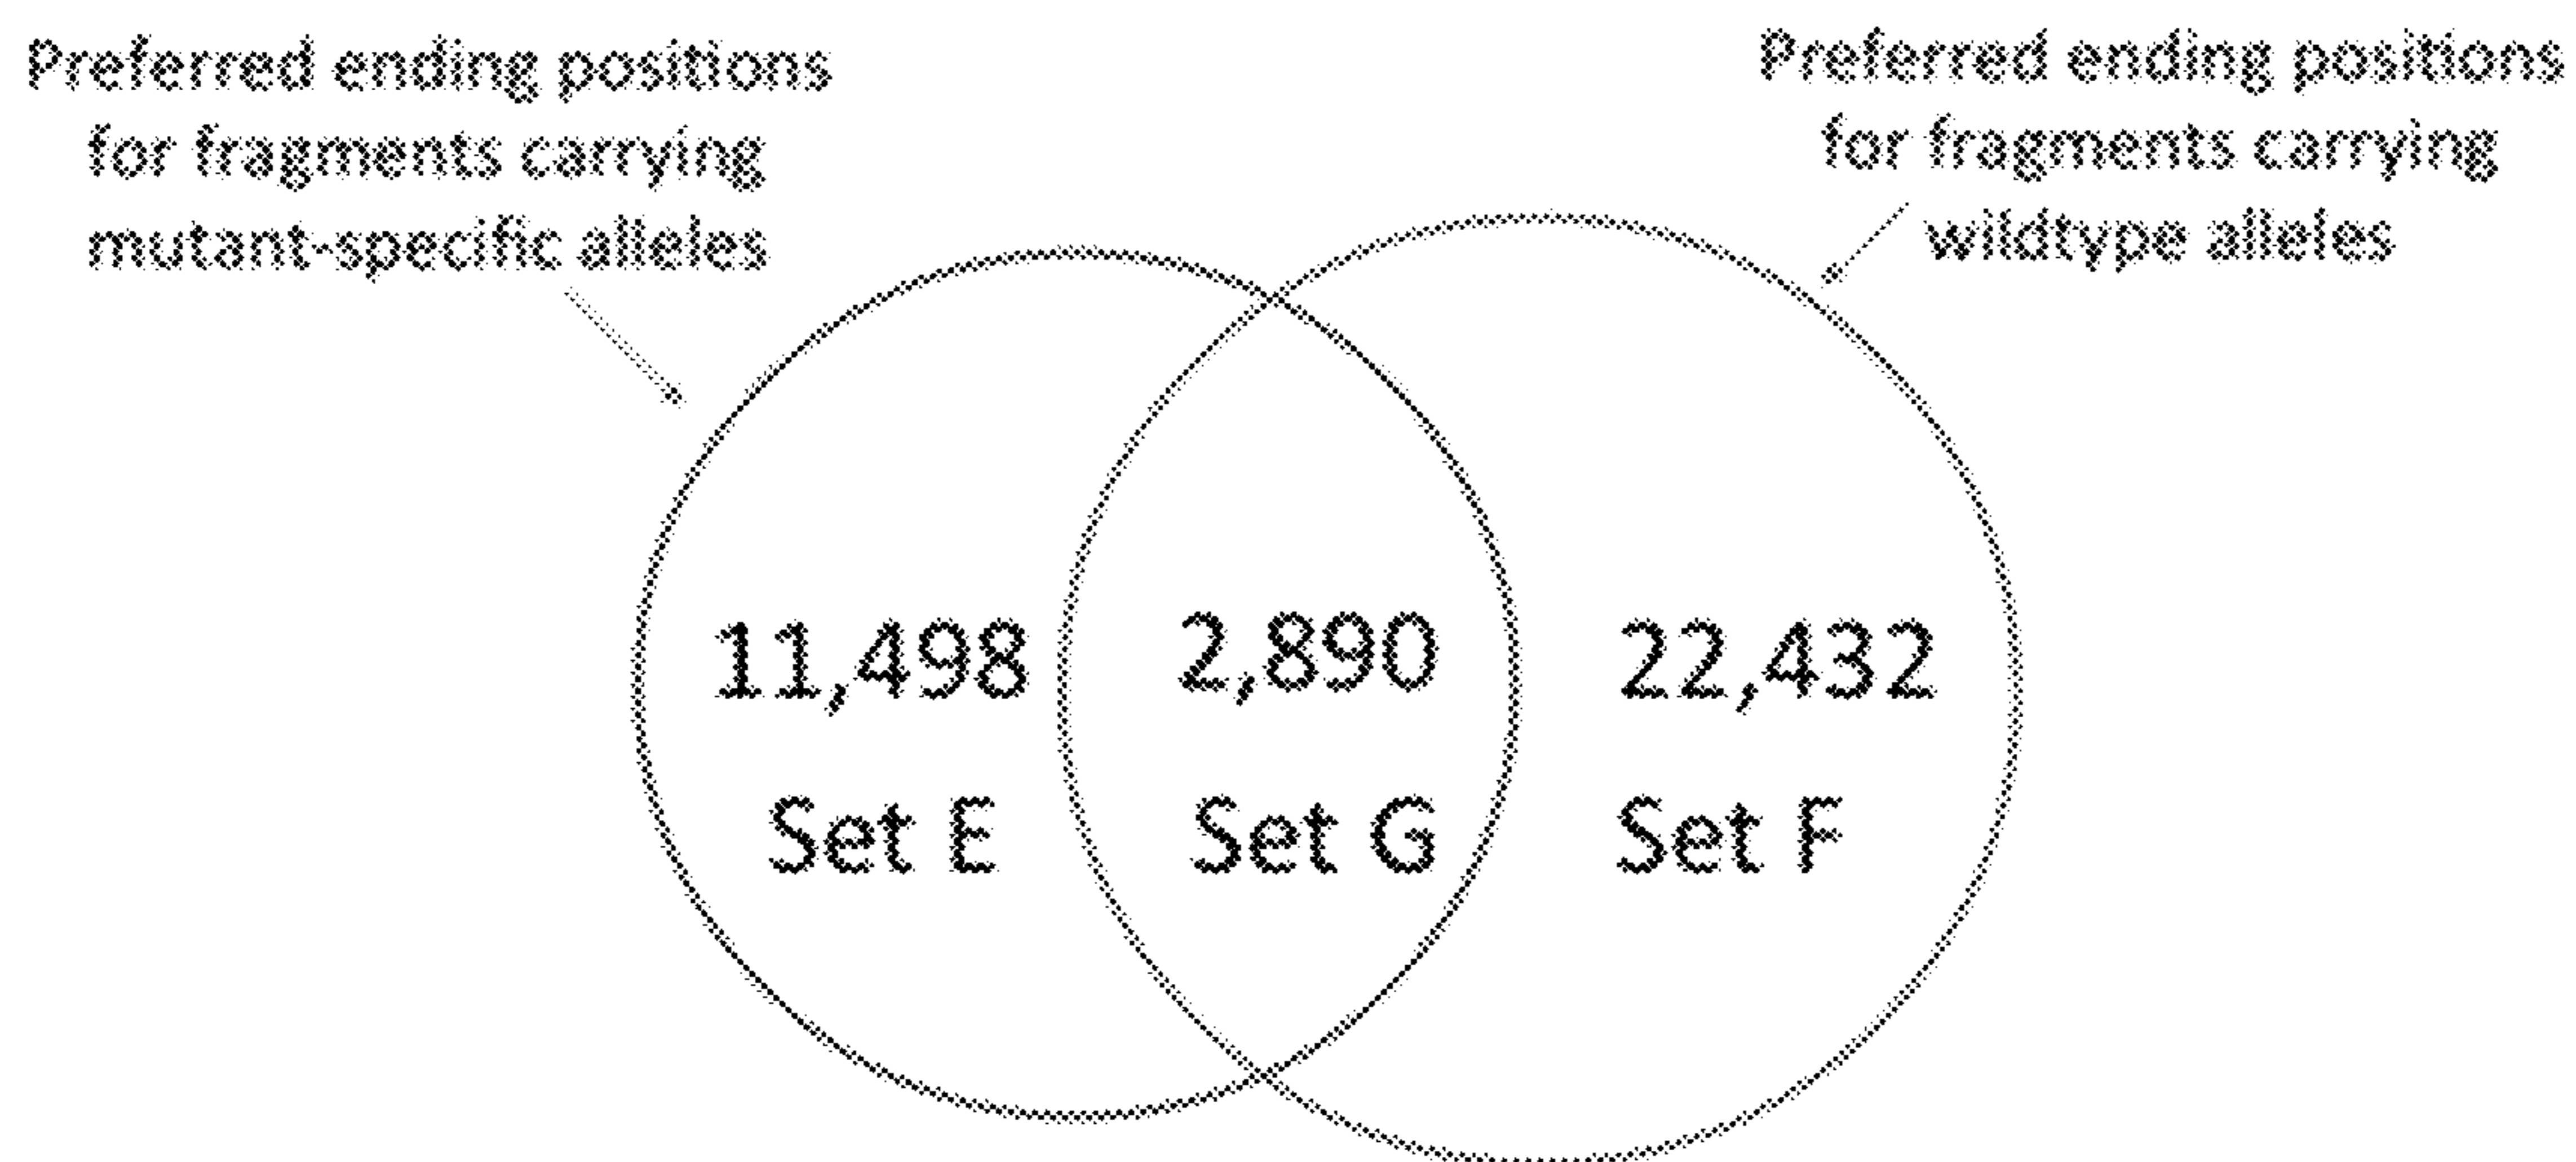 Preferred ending positions
for fragments carrying
mutant-specific alleles
Preferred ending positions
for fragments carrying
wildtype alleles
11,498
Set E
2,890
Set G
22,432
Set F